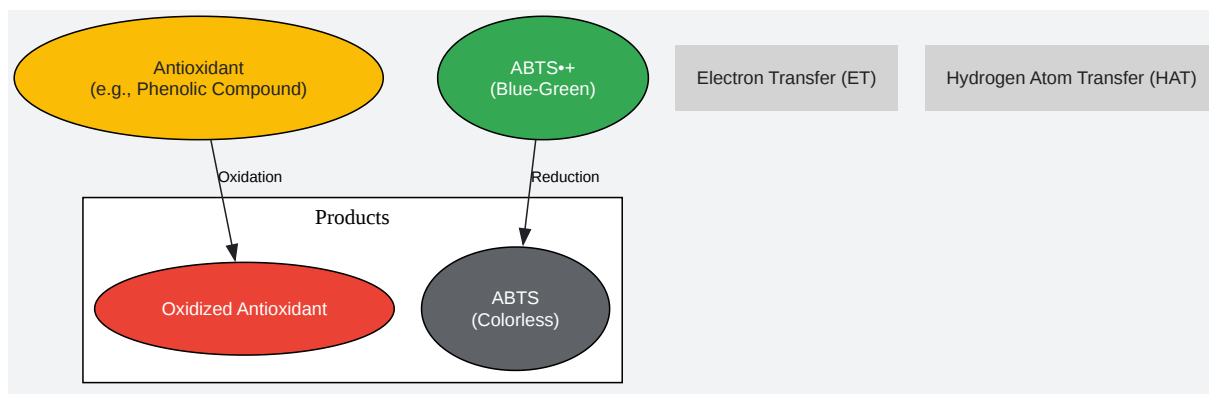 Antioxidant
(e.g., Phenolic Compound)
ABTS•+
(Blue-Green)
Electron Transfer (ET)
Hydrogen Atom Transfer (HAT)
Oxidation
Reduction
Products
Oxidized Antioxidant
ABTS
(Colorless)